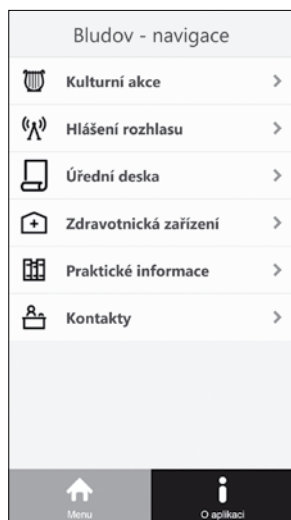 Bludov - navigace
Kulturní akce
Hlášení rozhlasu
Úřední deska
Zdravotnická zařízení
Praktické informace
Kontakty
Menu
O aplikaci